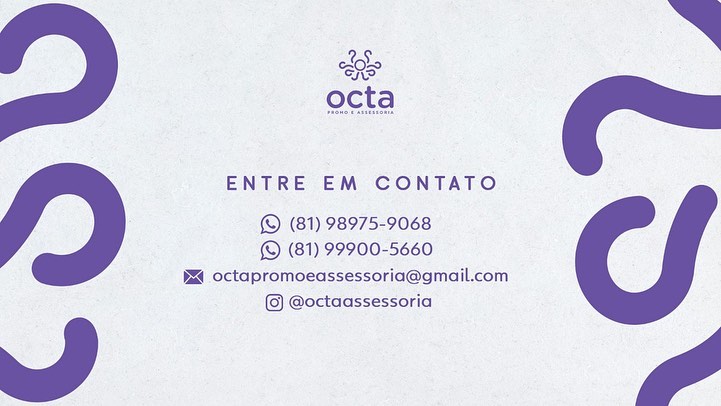 octa
PROMO E ASSESSORIA
ENTRE EM CONTATO
(81) 98975-9068
(81) 99900-5660
octapromoeassessoria@gmail.com
@octaassessoria